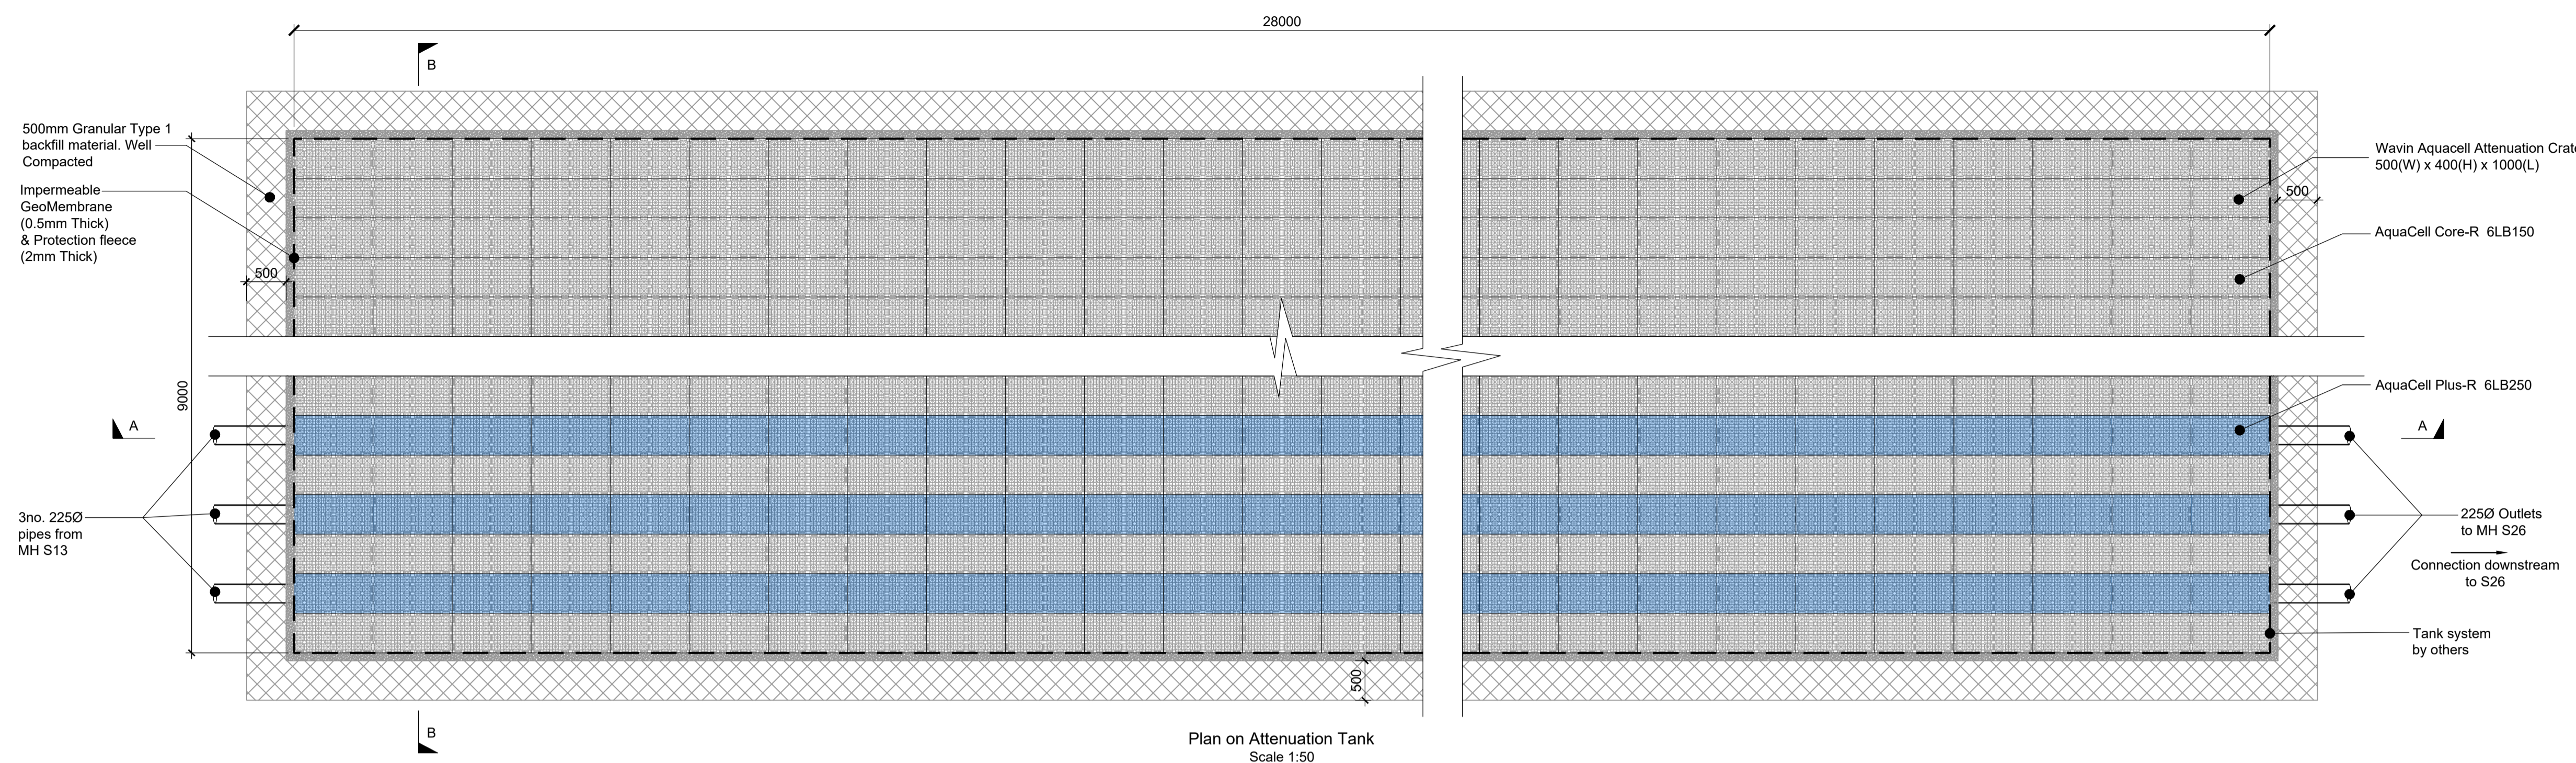 28000
B
500mm Granular Type 1
backfill material. Well
Compacted
Impermeable
GeoMembrane
(0.5mm Thick)
& Protection fleece
(2mm Thick)
500
9000
A
3no. 225Ø
pipes from
MH S13
B
500
Wavin Aquacell Attenuation Crate
500(W) x 400(H) x 1000(L)
500
AquaCell Core-R 6LB150
AquaCell Plus-R 6LB250
A
225Ø Outlets
to MH S26
Connection downstream
to S26
Tank system
by others
Plan on Attenuation Tank
Scale 1:50